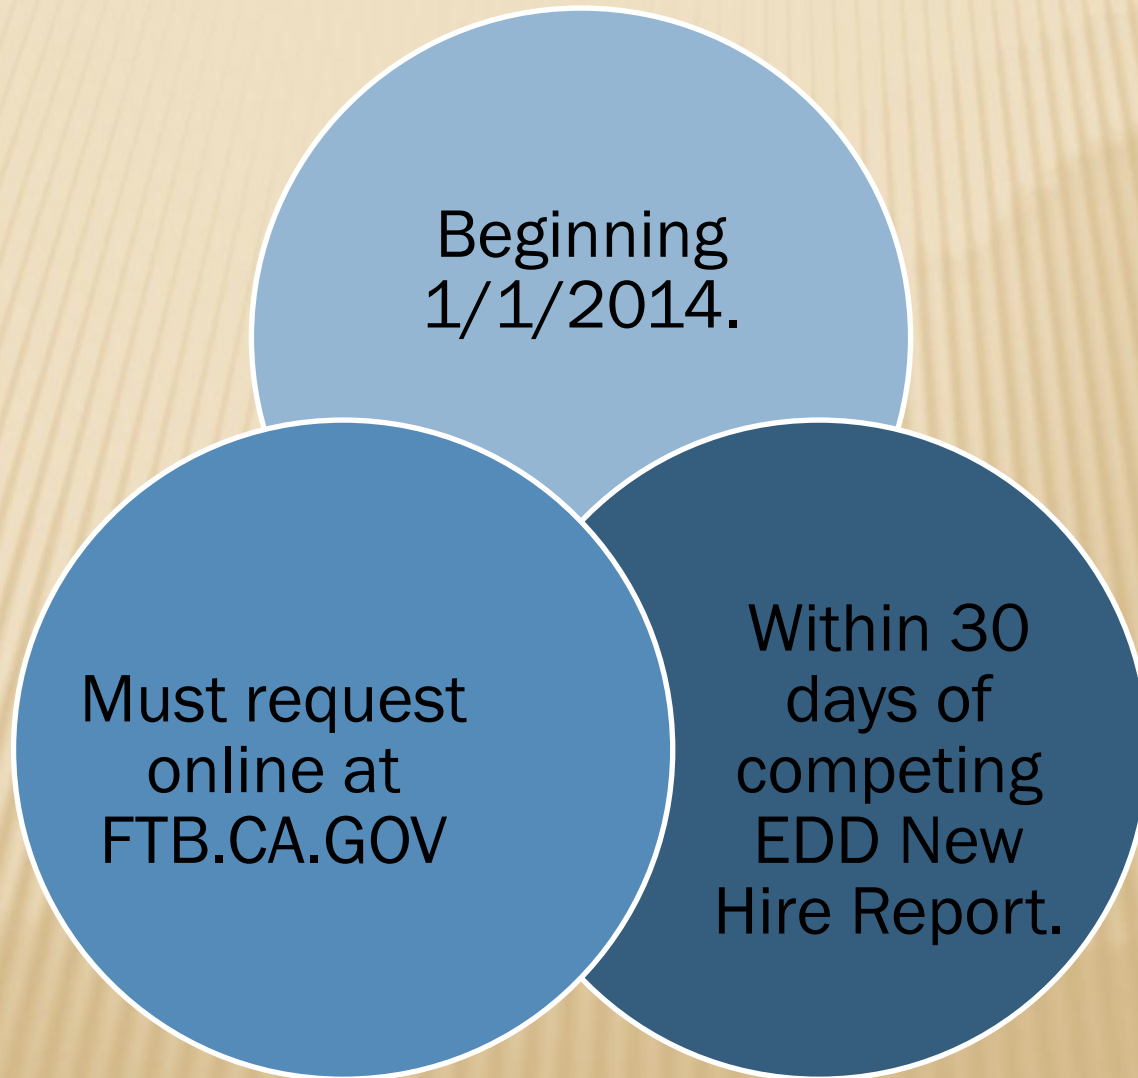 Beginning
1/1/2014.
Must request
online at
FTB.CA.GOV
Within 30
days of
competing
EDD New
Hire Report.